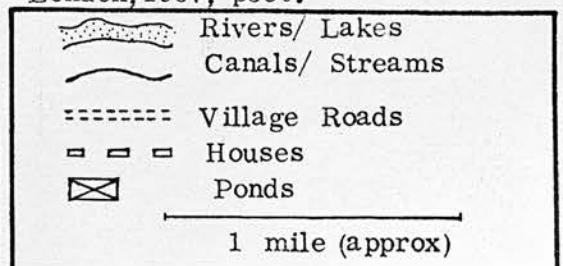 Rivers/ Lakes
Canals/ Streams
Village Roads
Houses
Ponds
1 mile (approx)